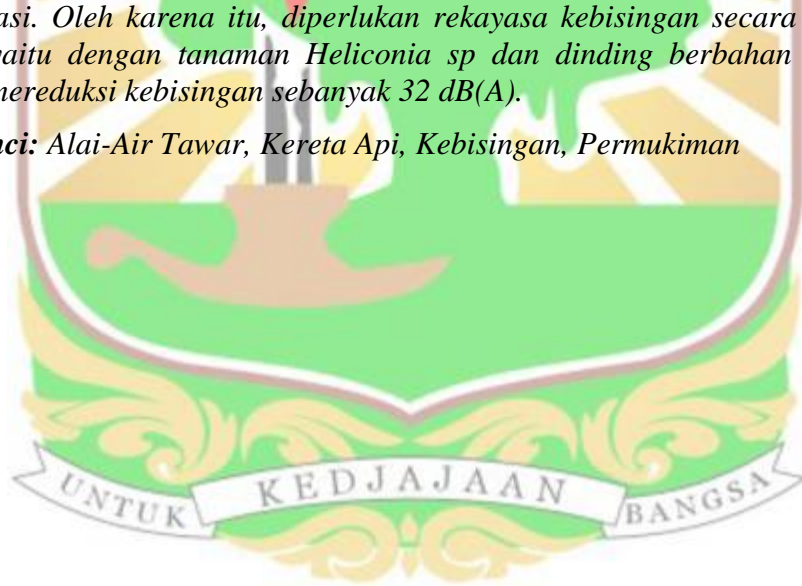 asi. Oleh karena itu, diperlukan rekayasa kebisingan secara
vaitu dengan tanaman Heliconia sp dan dinding berbahan
mereduksi kebisingan sebanyak 32 dB(A).
nci: Alai-Air Tawar, Kereta Api, Kebisingan, Permukiman
UNTUK KEDJAJAAN BANGSA